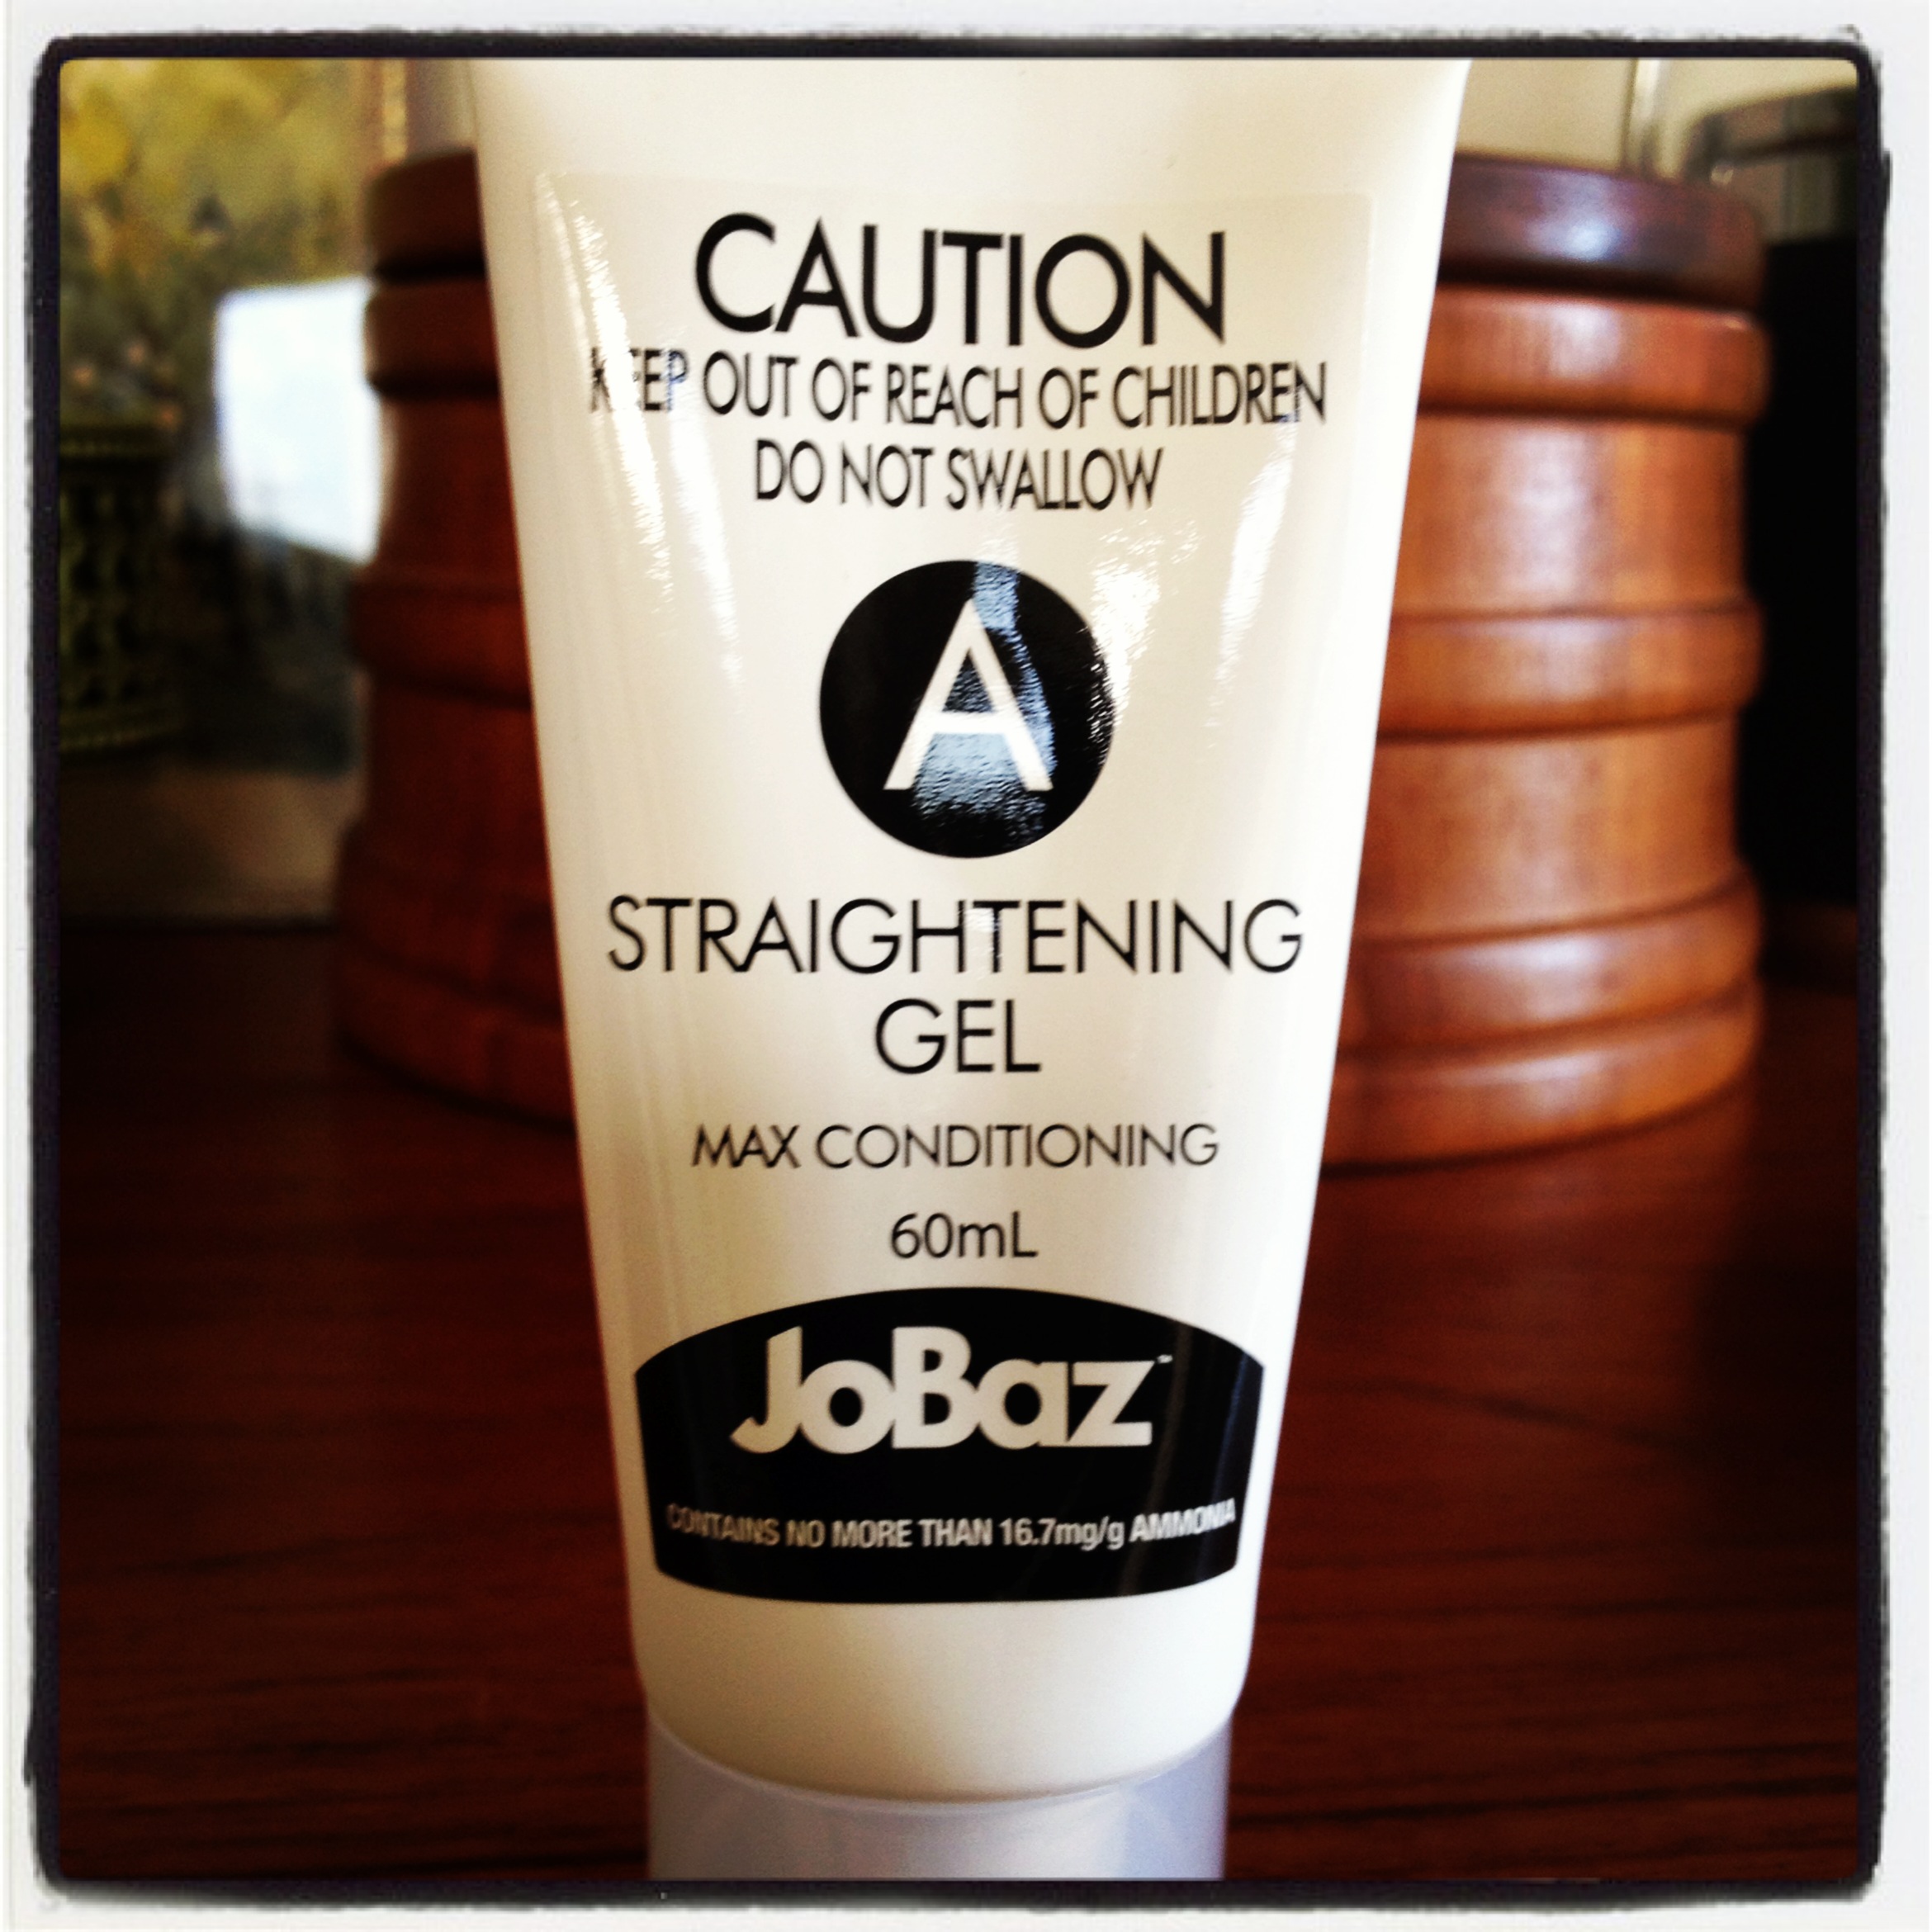 CAUTION
KEEP OUT OF REACH OF CHILDREN
DO NOT SWALLOW
A
STRAIGHTENING
GEL
MAX CONDITIONING
60mL
JoBaz™
CONTAINS NO MORE THAN 16.7mg/g AMMONIA